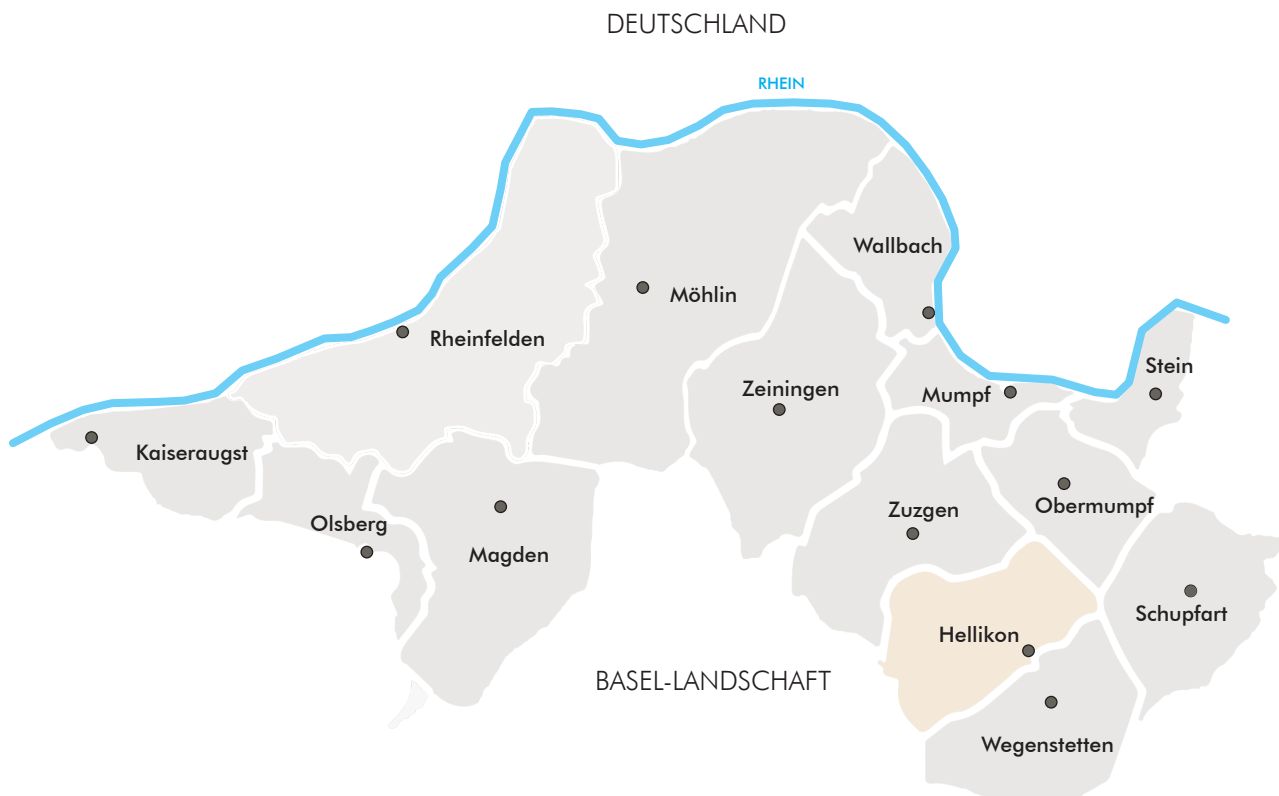 DEUTSCHLAND
RHEIN
Wallbach
Möhlin
Rheinfelden
Stein
Zeiningen
Mumpf
Kaiseraugst
Obermumpf
Zuzgen
Olsberg
Magden
Schupfart
Hellikon
BASEL-LANDSCHAFT
Wegenstetten